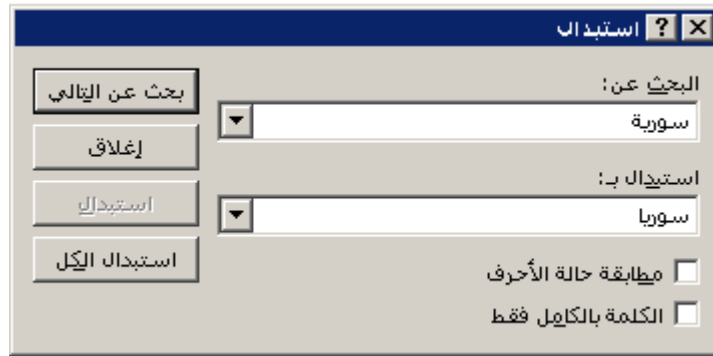 استبدال
البحث عن:
سورية
استبدال بـ:
سوريا
مطابقة حالة الأحرف
الكلمة بالكامل فقط
بحث عن التالي
إغلاق
استبدال
استبدال الكل